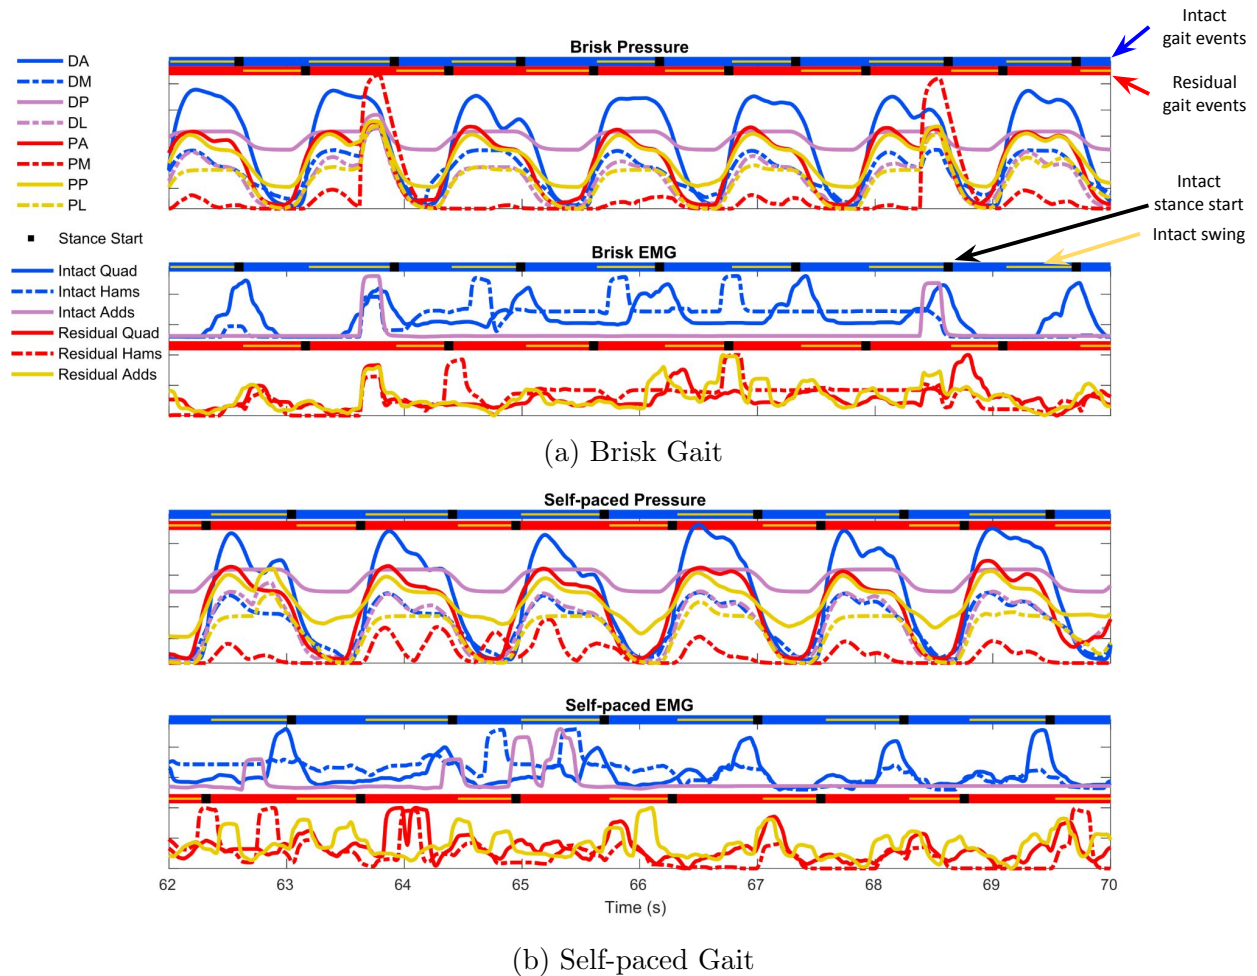 Brisk Pressure
Intact
gait events
Residual
gait events
DA
DM
DP
DL
PA
PM
PP
PL
Intact
stance start
Intact swing
Stance Start
Brisk EMG
Intact Quad
Intact Hams
Intact Adds
Residual Quad
Residual Hams
Residual Adds
(a) Brisk Gait
Self-paced Pressure
Self-paced EMG
62 63 64 65 66 67 68 69 70
Time (s)
(b) Self-paced Gait